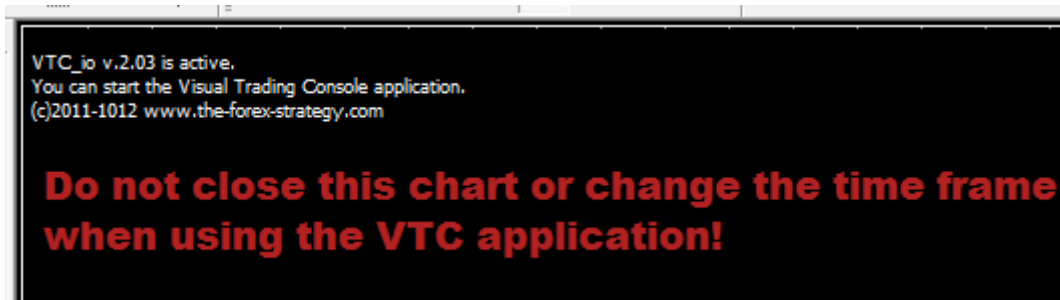 VTC_io v.2.03 is active.
You can start the Visual Trading Console application.
(c)2011-1012 www.the-forex-strategy.com
Do not close this chart or change the time frame
when using the VTC application!